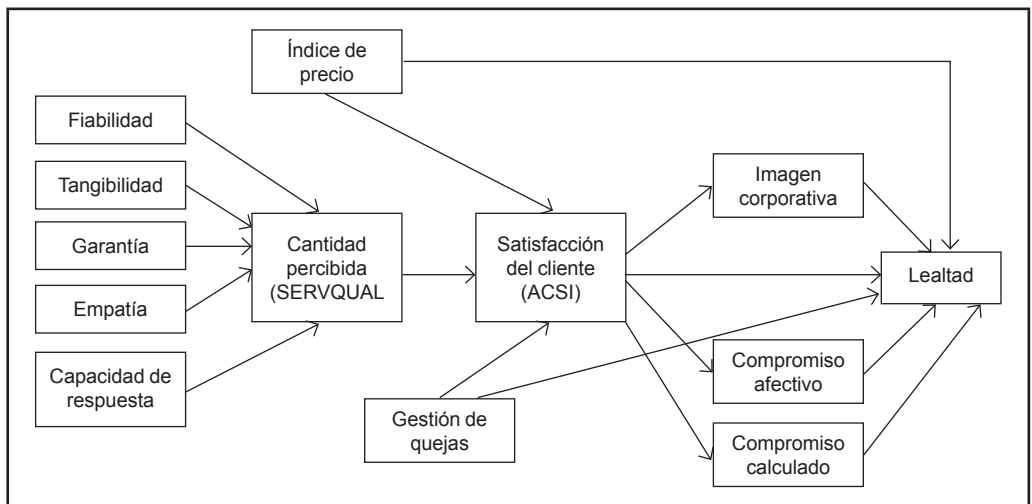 Índice de
precio
Fiabilidad
Tangibilidad
Garantía
Empatía
Capacidad de
respuesta
Cantidad
percibida
(SERVQUAL
Satisfacción
del cliente
(ACSI)
Gestión de
quejas
Imagen
corporativa
Compromiso
afectivo
Compromiso
calculado
Lealtad